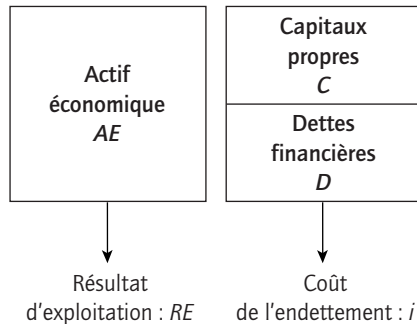 Actif
économique
AE
Capitaux
propres
C
Dettes
financières
D
Résultat
d'exploitation : RE
Coût
de l'endettement : i